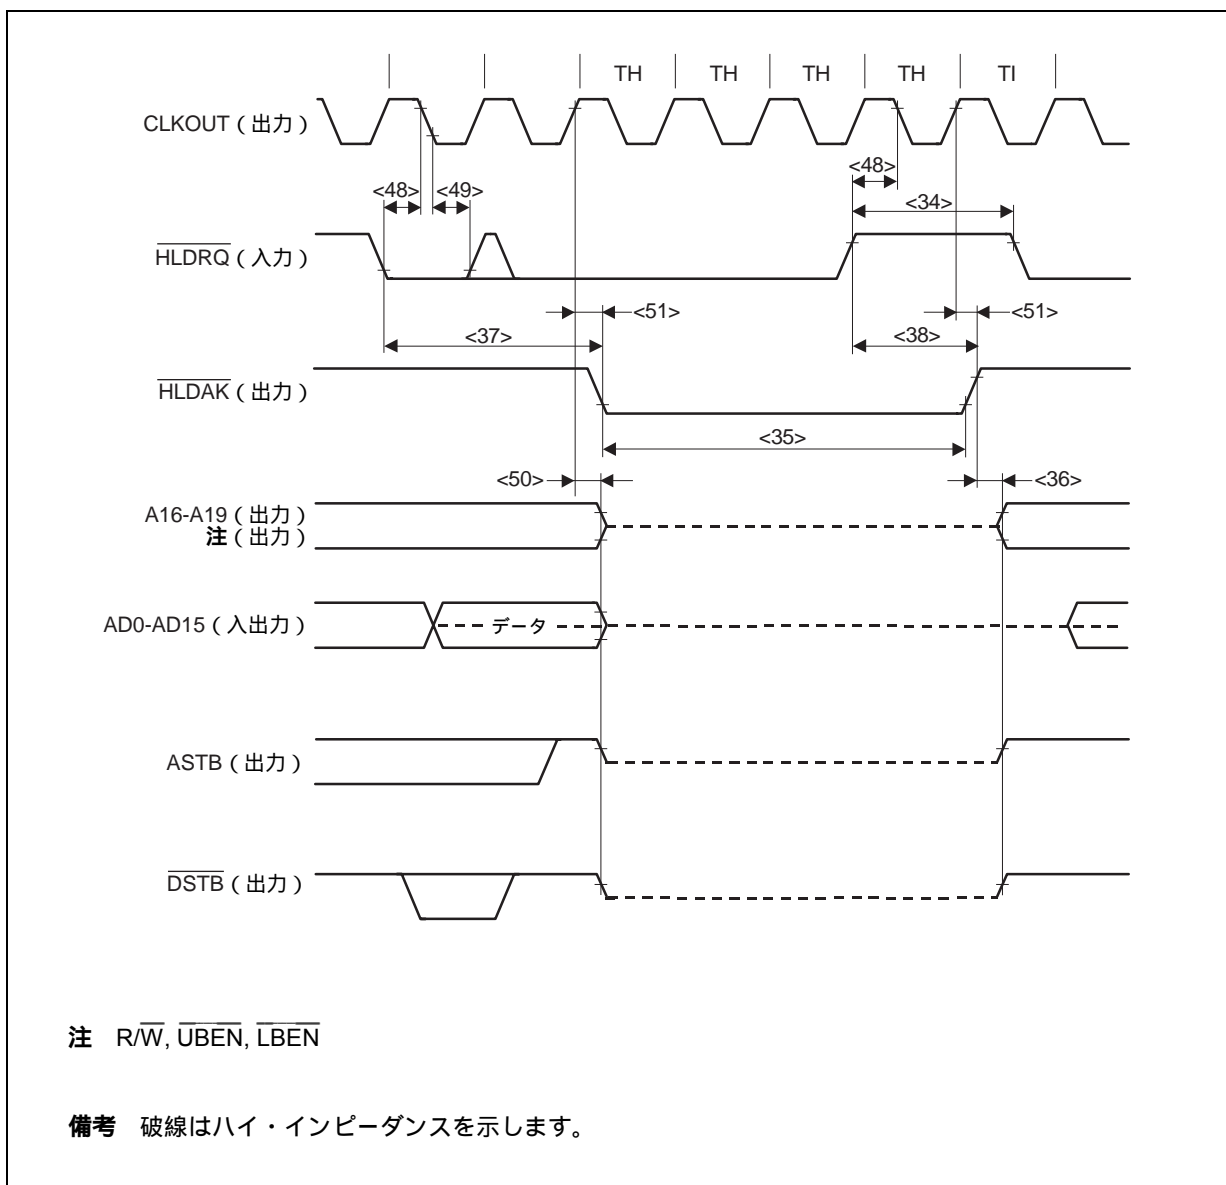 TH TH TH TH TI
CLKOUT(出力)
<48>
<48> <49>
<34>
HLDRQ(入力)
<51> <51>
<37> <38>
HLDAK(出力)
<35>
<50> <36>
A16-A19(出力)
注(出力)
AD0-AD15(入出力) データ
ASTB(出力)
DSTB(出力)
注 R/W, UBEN, LBEN
備考 破線はハイ・インピーダンスを示します。